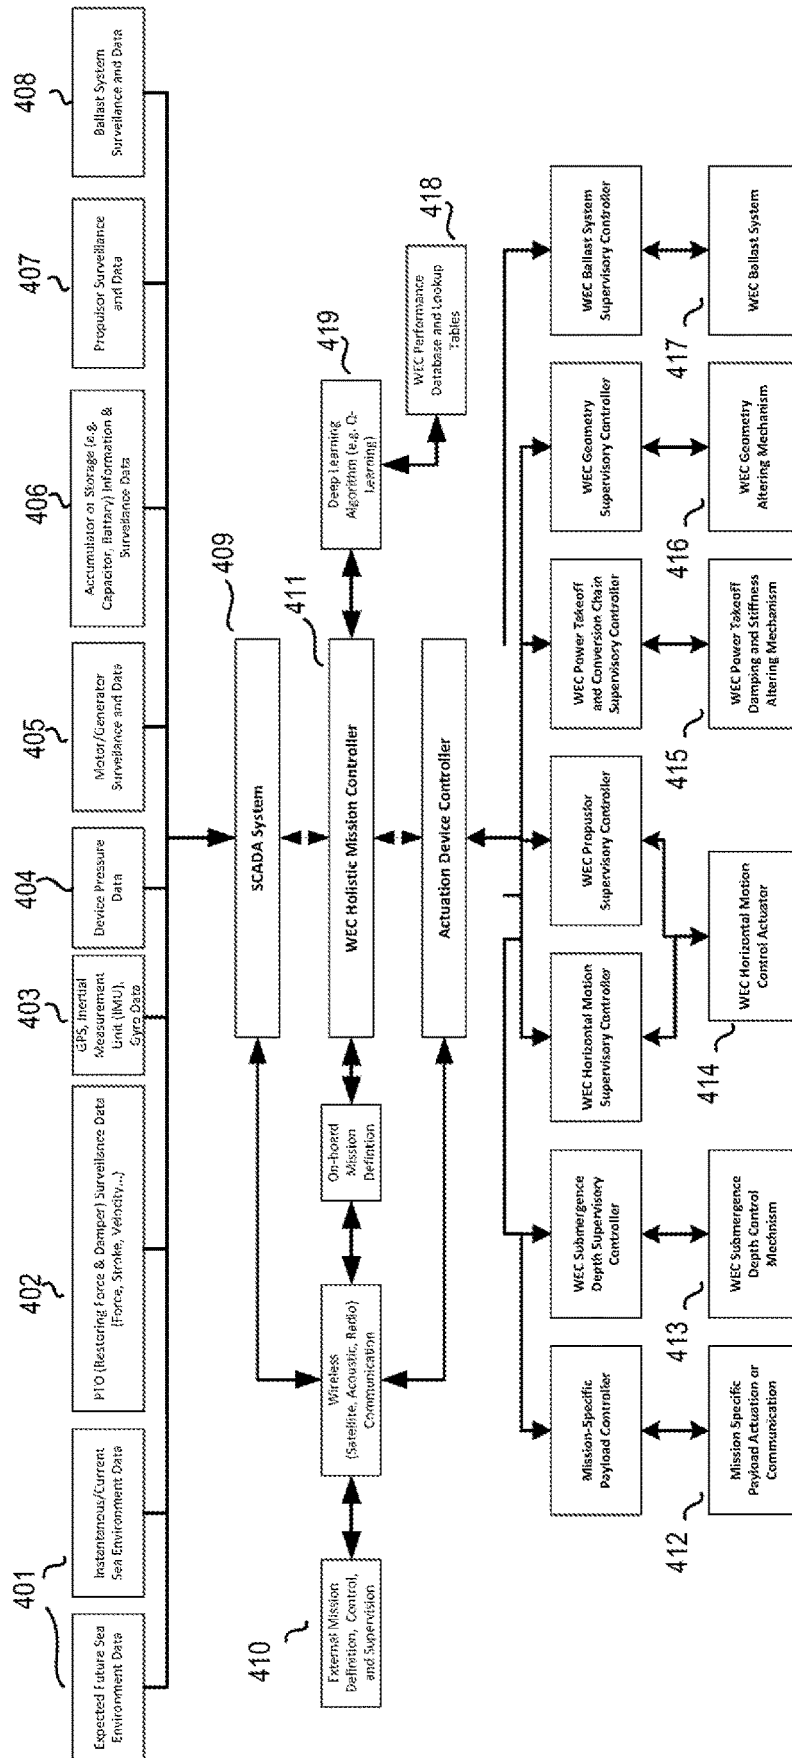 401
402
403
404
405
406
407
408
Expected Future Sea
Environment Data
Instantaneous/Current
Sea Environment Data
PTO (Restoring Force & Damper) Surveillance Data
(Force, Stroke, Velocity...)
GPS, Inertial
Measurement
Unit (IMU),
Gyro Data
Device Pressure
Data
Motor/Generator
Surveillance and Data
Accumulator or Storage (e.g.
Capacitor, Battary) Information &
Surveillance Data
Propulsor Surveillance
and Data
Ballast System
Surveillance and Data
409
SCADA System
410
External Mission
Definition, Control,
and Supervision
Wireless
(Satellite, Acoustic, Radio)
Communication
On-board
Mission
Defintion
411
WEC Holistic Mission Controller
419
Deep Learning
Algorithm (e.g. Q-
Learning)
418
WEC Performance
Database and Lookup
Tables
Actuation Device Controller
Mission-Specific
Payload Controller
WEC Submergence
Depth Supervisory
Controller
WEC Horizontal Motion
Supervisory Controller
WEC Propuslor
Supervisory Controller
WEC Power Takeoff
and Conversion Chain
Supervisory Controller
WEC Geometry
Supervisory Controller
WEC Ballast System
Supervisory Controller
412
413
414
415
416
417
Mission Specific
Payload Actuation or
Communication
WEC Submergence
Depth Control
Mechnism
WEC Horizontal Motion
Control Actuator
WEC Power Takeoff
Damping and Stiffness
Altering Mechanism
WEC Geometry
Altering Mechanism
WEC Ballast System